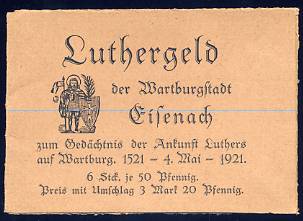 Luthergeld
der Wartburgstadt
Eisenach
zum Gedächtnis der Ankunft Luthers
auf Wartburg. 1521 - 4. Mai - 1921.
6 Stck. je 50 Pfennig.
Preis mit Umschlag 3 Mark 20 Pfennig.